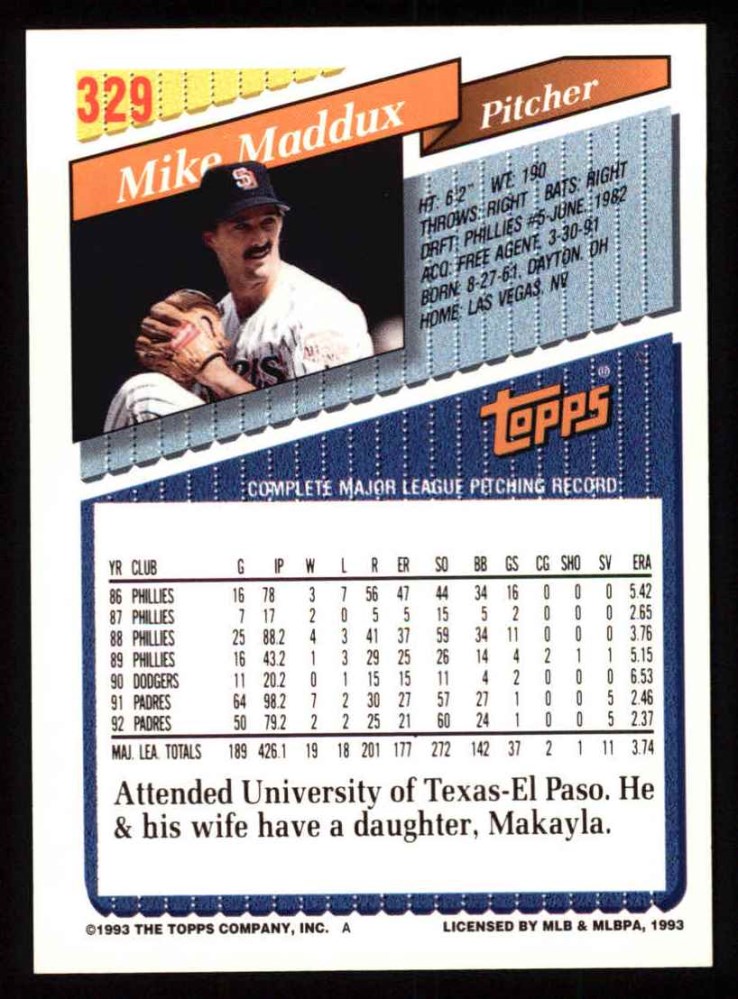 329
Mike Maddux
Pitcher
HT: 6'2" WT: 190
THROWS: RIGHT BATS: RIGHT
DRFT: PHILLIES #5-JUNE, 1982
ACQ: FREE AGENT, 3-30-91
BORN: 8-27-61, DAYTON, OH
HOME: LAS VEGAS, NV
topps
COMPLETE MAJOR LEAGUE PITCHING RECORD
YR CLUB G IP W L R ER SO BB GS CG SHO SV ERA
86 PHILLIES 16 78 3 7 56 47 44 34 16 0 0 0 5.42
87 PHILLIES 7 17 2 0 5 5 15 5 2 0 0 0 2.65
88 PHILLIES 25 88.2 4 3 41 37 59 34 11 0 0 0 3.76
89 PHILLIES 16 43.2 1 3 29 25 26 14 4 2 1 1 5.15
90 DODGERS 11 20.2 0 1 15 15 11 4 2 0 0 0 6.53
91 PADRES 64 98.2 7 2 30 27 57 27 1 0 0 5 2.46
92 PADRES 50 79.2 2 2 25 21 60 24 1 0 0 5 2.37
MAJ. LEA. TOTALS 189 426.1 19 18 201 177 272 142 37 2 1 11 3.74
Attended University of Texas-El Paso. He
& his wife have a daughter, Makayla.
©1993 THE TOPPS COMPANY, INC. A
LICENSED BY MLB & MLBPA, 1993